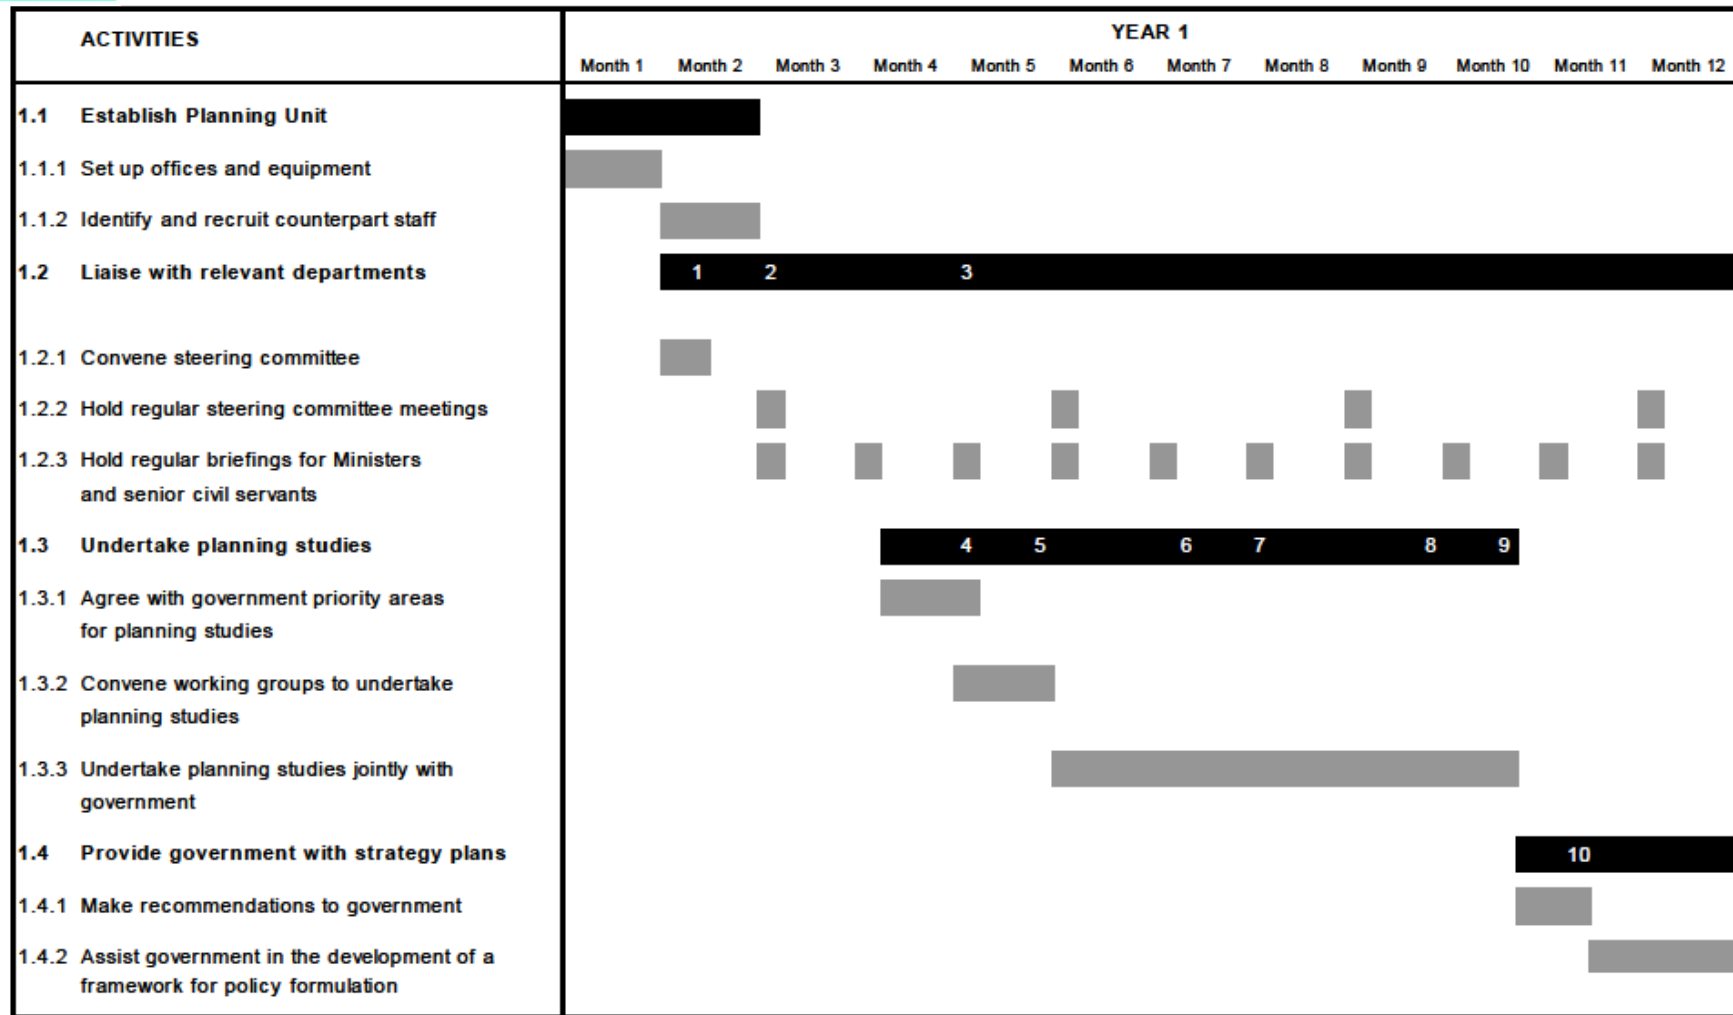 ACTIVITIES
YEAR 1
Month 1 Month 2 Month 3 Month 4 Month 5 Month 6 Month 7 Month 8 Month 9 Month 10 Month 11 Month 12
1.1 Establish Planning Unit
1.1.1 Set up offices and equipment
1.1.2 Identify and recruit counterpart staff
1.2 Liaise with relevant departments 1 2 3
1.2.1 Convene steering committee
1.2.2 Hold regular steering committee meetings
1.2.3 Hold regular briefings for Ministers
and senior civil servants
1.3 Undertake planning studies 4 5 6 7 8 9
1.3.1 Agree with government priority areas
for planning studies
1.3.2 Convene working groups to undertake
planning studies
1.3.3 Undertake planning studies jointly with
government
1.4 Provide government with strategy plans 10
1.4.1 Make recommendations to government
1.4.2 Assist government in the development of a
framework for policy formulation